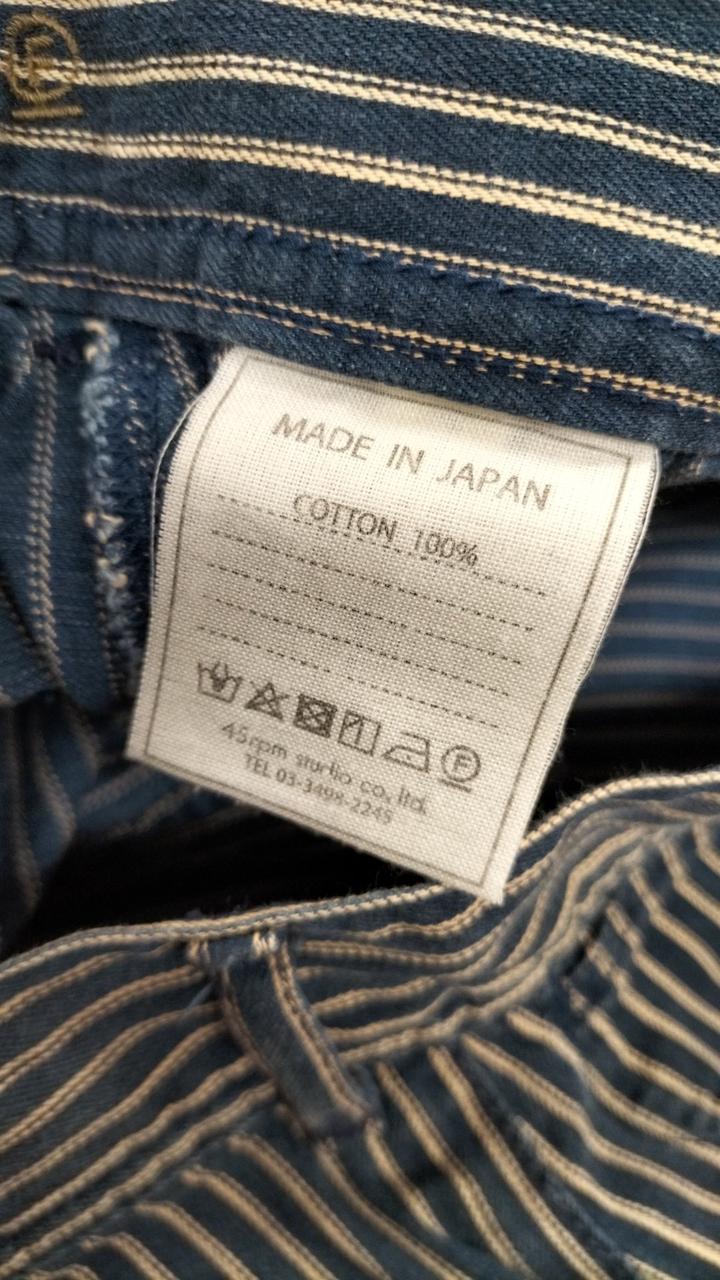 MADE IN JAPAN
COTTON 100%
F
45rpm studio co., ltd.
TEL 03-3498-2245